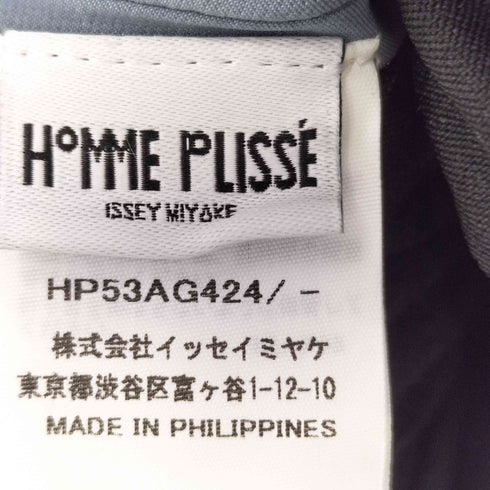 HOMME PLISSÉ
ISSEY MIYAKE
HP53AG424/ -
株式会社イッセイミヤケ
東京都渋谷区富ヶ谷1-12-10
MADE IN PHILIPPINES